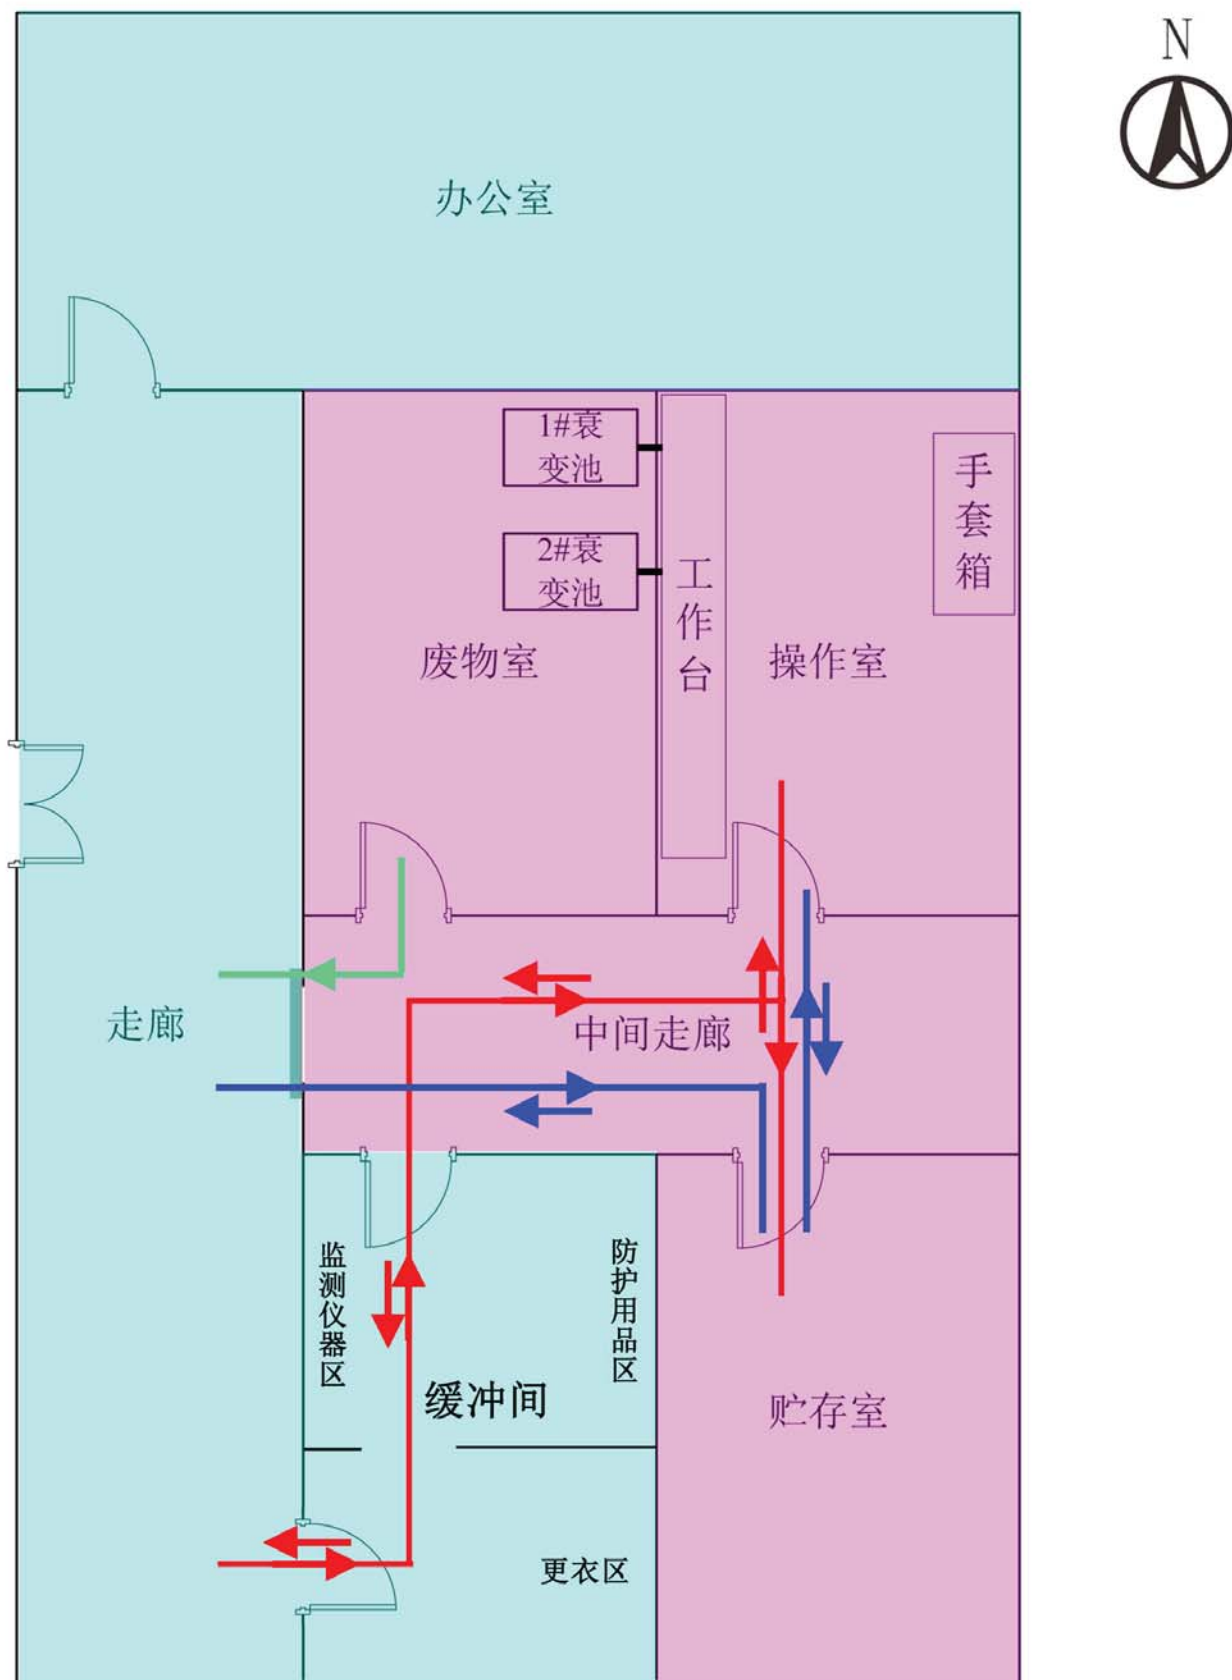 N
办公室
1#衰
变池
2#衰
变池
工作台
手套箱
废物室
操作室
走廊
中间走廊
监测仪器区
防护用品区
缓冲间
贮存室
更衣区